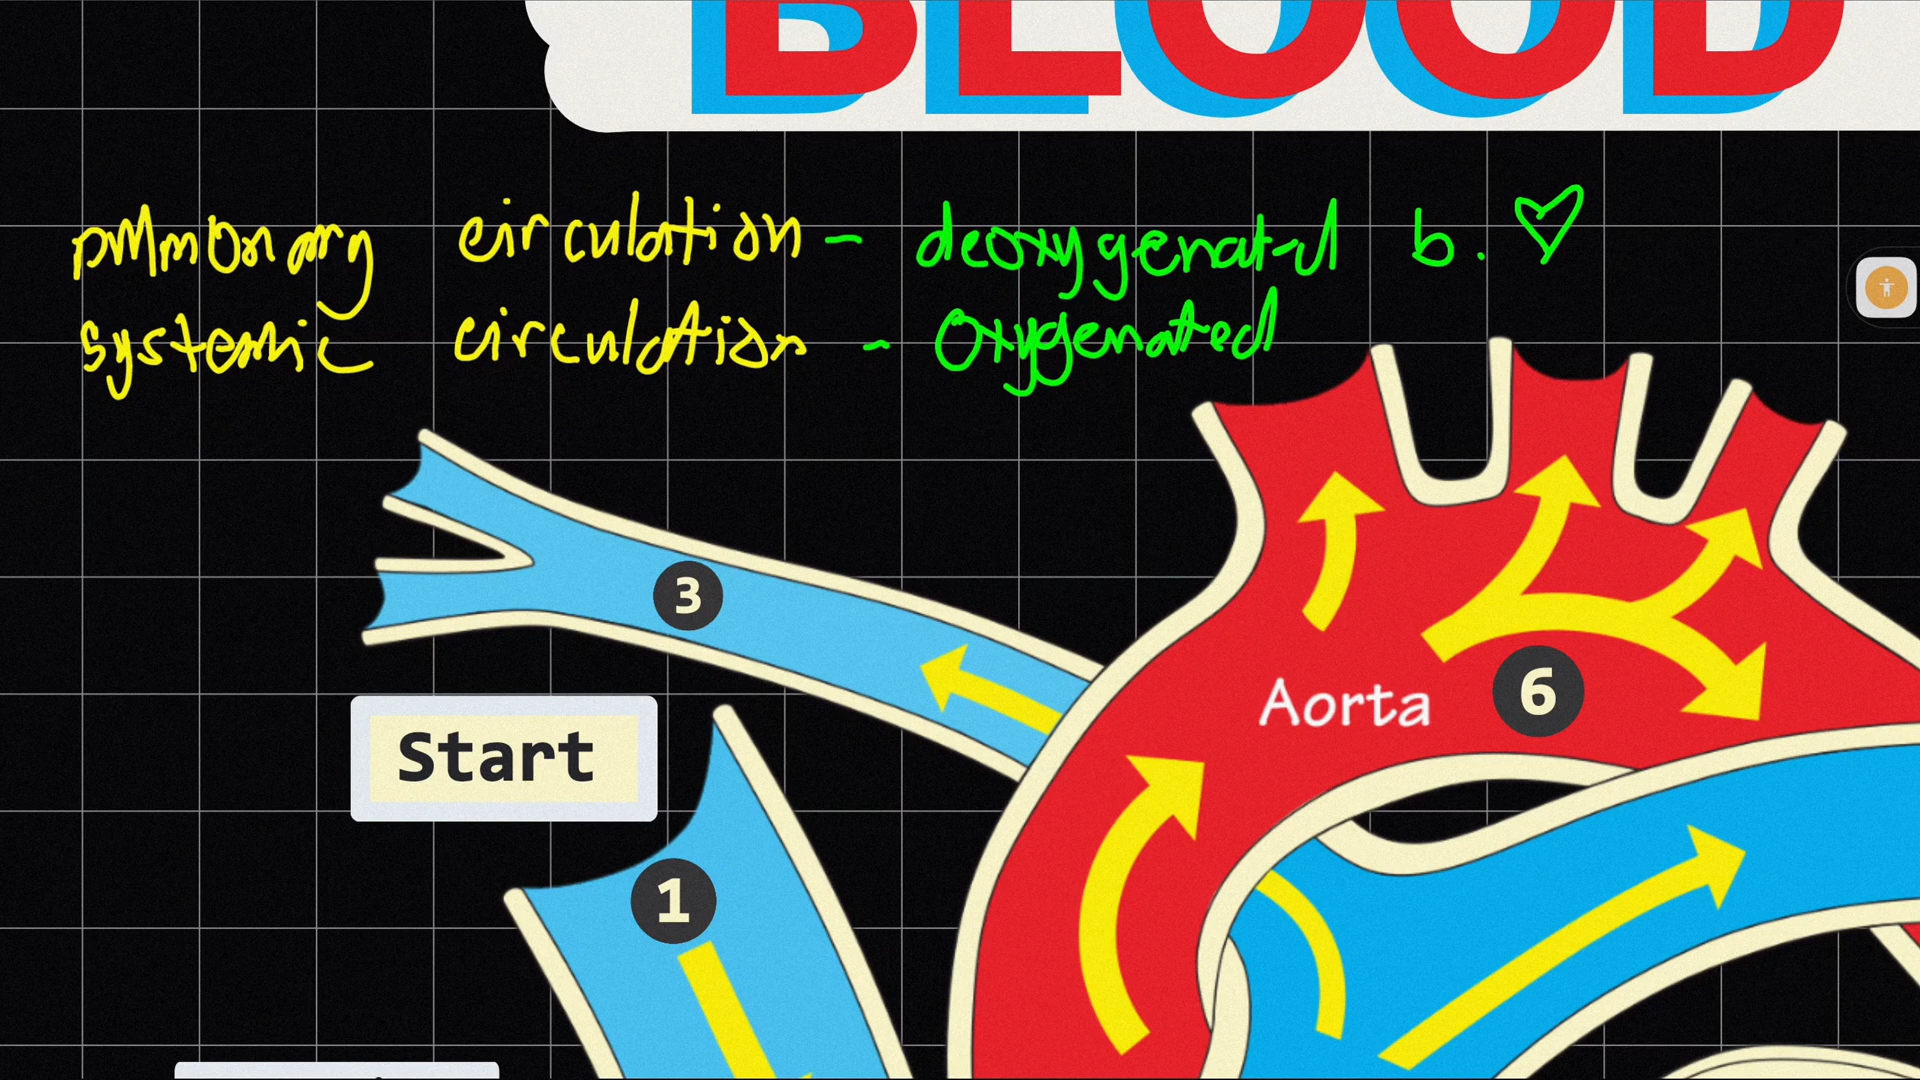 BLOOD
pulmonary circulation - deoxygenated b. ♡
systemic circulation - oxygenated
3
Aorta
6
Start
1